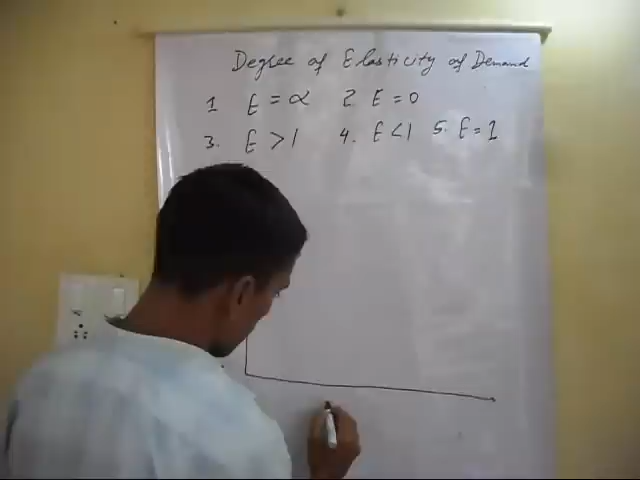 Degree of Elasticity of Demand
1 E = α 2. E = 0
3. E > 1 4. E < 1 5. E = 1